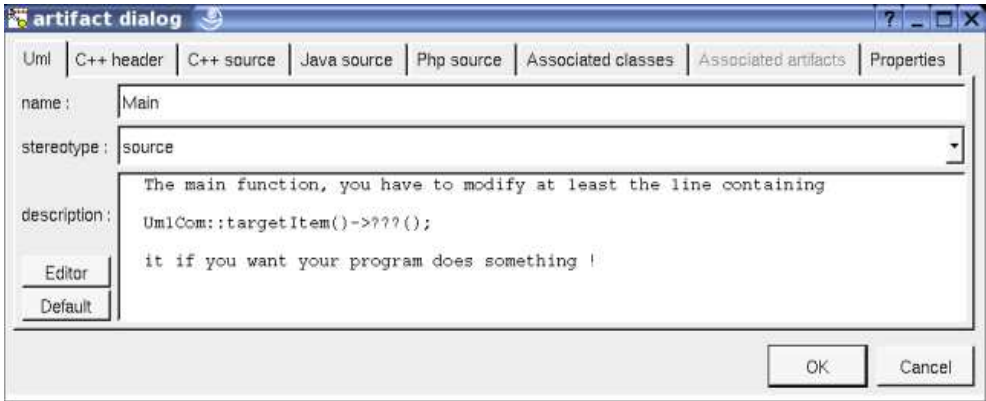 artifact dialog ? _ X
Uml C++ header C++ source Java source Php source Associated classes Associated artifacts Properties
name : Main
stereotype : source
The main function, you have to modify at least the line containing
description :
UmlCom::targetItem()->???();
it if you want your program does something !
Editor
Default
OK Cancel